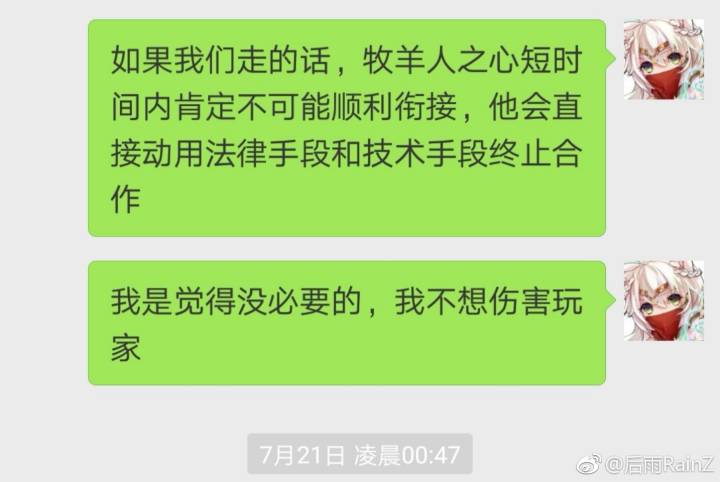 如果我们走的话，牧羊人之心短时
间内肯定不可能顺利衔接，他会直
接动用法律手段和技术手段终止合
作
我是觉得没必要的，我不想伤害玩
家
7月21日 凌晨00:47
@后雨RainZ